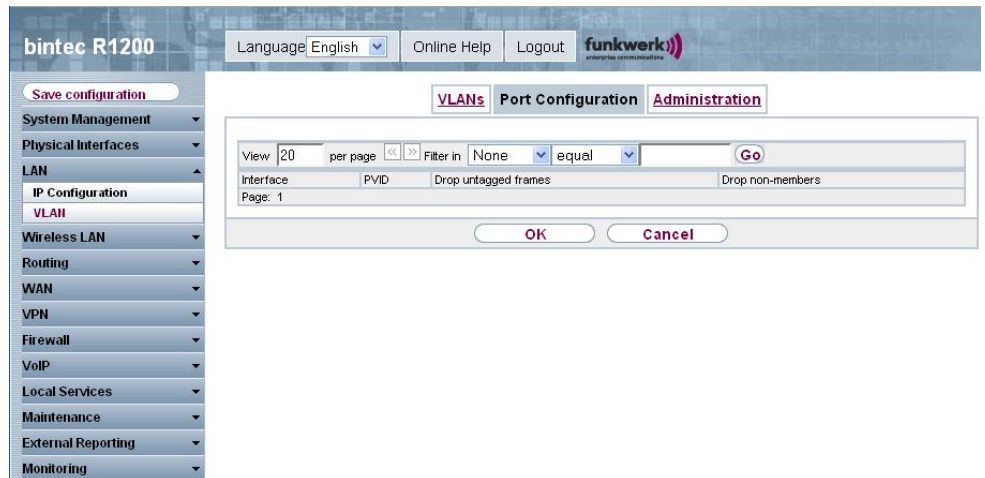 bintec R1200
Language English
Online Help
Logout
funkwerk
enterprise communications
Save configuration
System Management
Physical Interfaces
LAN
IP Configuration
VLAN
Wireless LAN
Routing
WAN
VPN
Firewall
VoIP
Local Services
Maintenance
External Reporting
Monitoring
VLANs Port Configuration Administration
View 20 per page << >> Filter in None equal Go
Interface PVID Drop untagged frames Drop non-members
Page: 1
OK Cancel